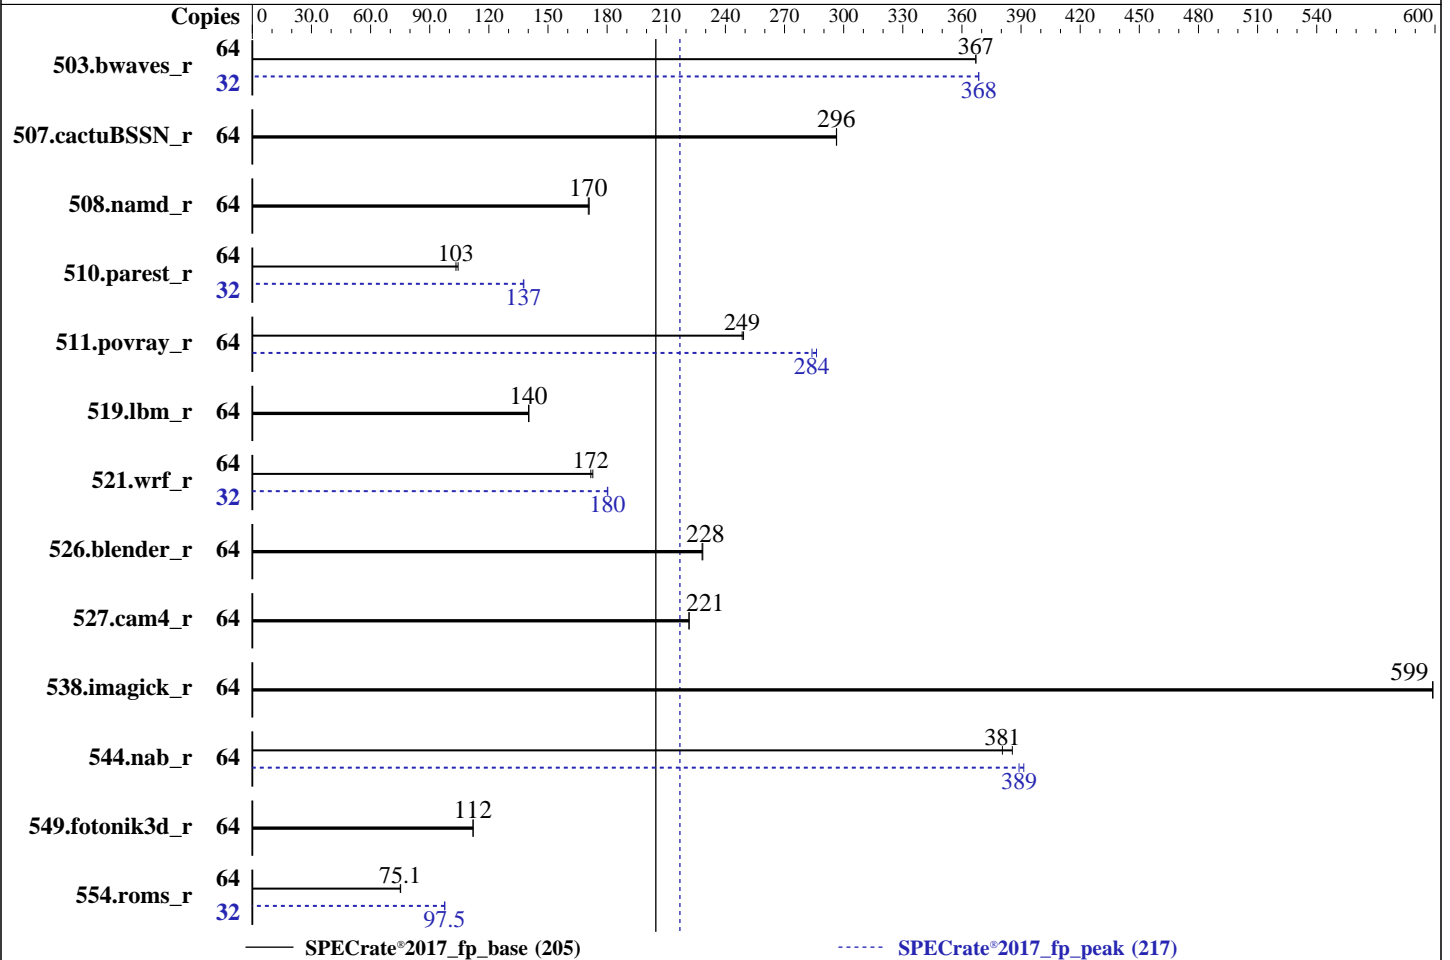 Copies 0 30.0 60.0 90.0 120 150 180 210 240 270 300 330 360 390 420 450 480 510 540 600
503.bwaves_r 64 367
32 368
507.cactuBSSN_r 64 296
508.namd_r 64 170
510.parest_r 64 103
32 137
511.povray_r 64 249
284
519.lbm_r 64 140
521.wrf_r 64 172
32 180
526.blender_r 64 228
527.cam4_r 64 221
538.imagick_r 64 599
544.nab_r 64 381
389
549.fotonik3d_r 64 112
554.roms_r 64 75.1
32 97.5
SPECrate®2017_fp_base (205) SPECrate®2017_fp_peak (217)